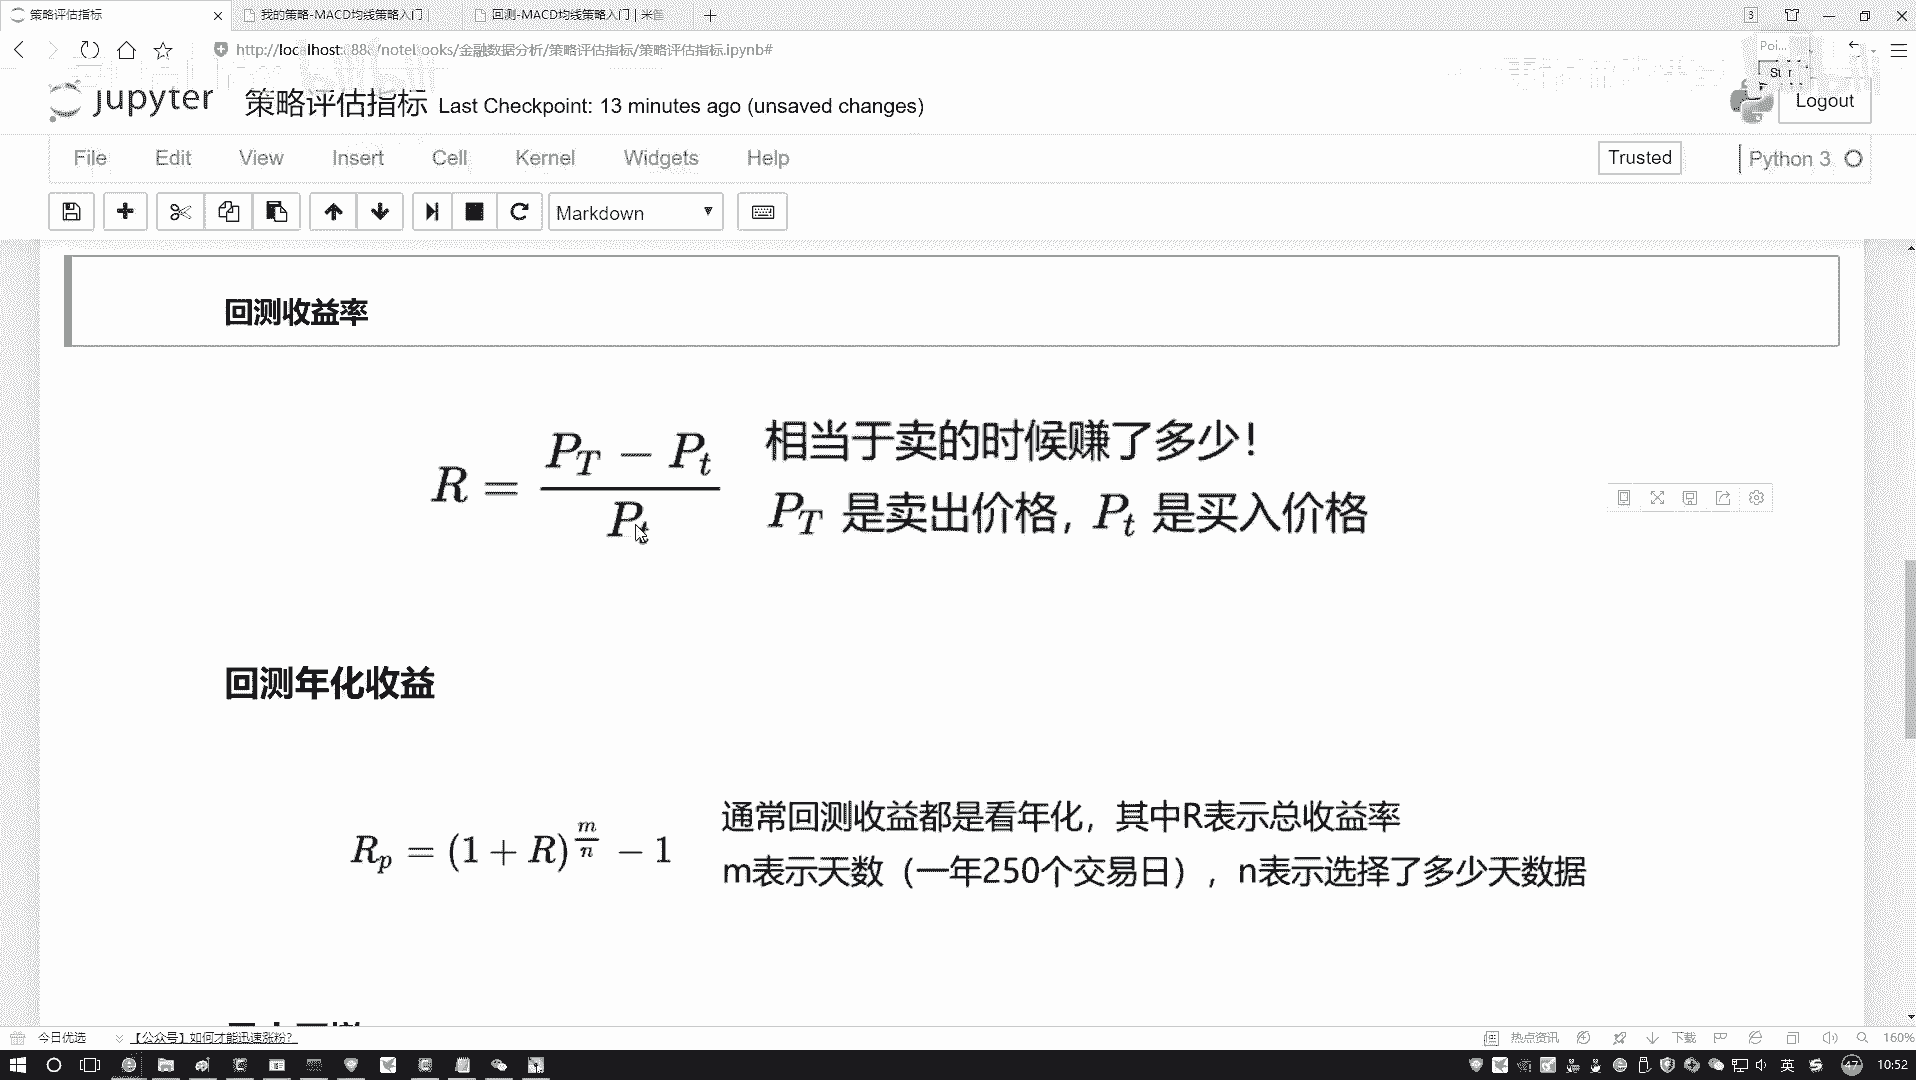 策略评估指标
我的策略-MACD均线策略入门
回测-MACD均线策略入门 | 米
3
http://localhost:888/notebooks/金融数据分析/策略评估指标/策略评估指标.ipynb#
Poi...
jupyter 策略评估指标 Last Checkpoint: 13 minutes ago (unsaved changes)
Logout
File Edit View Insert Cell Kernel Widgets Help
Trusted
Python 3
Markdown
回测收益率
R = \frac{P_T - P_t}{P_t}
相当于卖的时候赚了多少！
P_T 是卖出价格，P_t 是买入价格
回测年化收益
R_p = (1 + R)^{\frac{m}{n}} - 1
通常回测收益都是看年化，其中R表示总收益率
m表示天数（一年250个交易日），n表示选择了多少天数据
今日优选
【公众号】如何才能迅速涨粉？
热点资讯
下载
160%
英
47
10:52